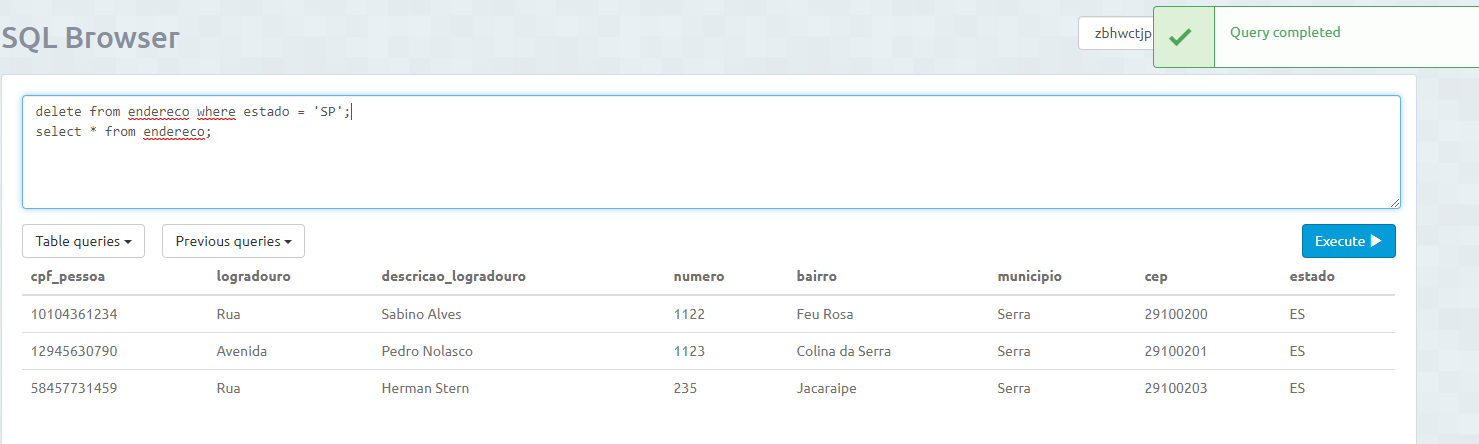 SQL Browser
zbhwctjp
Query completed
delete from endereco where estado = 'SP';
select * from endereco;
Table queries
Previous queries
Execute
cpf_pessoa logradouro descricao_logradouro numero bairro municipio cep estado
10104361234 Rua Sabino Alves 1122 Feu Rosa Serra 29100200 ES
12945630790 Avenida Pedro Nolasco 1123 Colina da Serra Serra 29100201 ES
58457731459 Rua Herman Stern 235 Jacaraipe Serra 29100203 ES